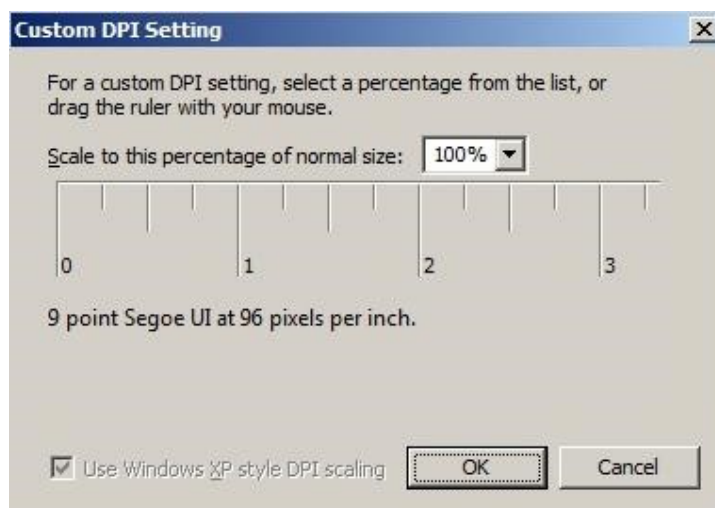 Custom DPI Setting
For a custom DPI setting, select a percentage from the list, or
drag the ruler with your mouse.
Scale to this percentage of normal size: 100%
0 1 2 3
9 point Segoe UI at 96 pixels per inch.
Use Windows XP style DPI scaling OK Cancel